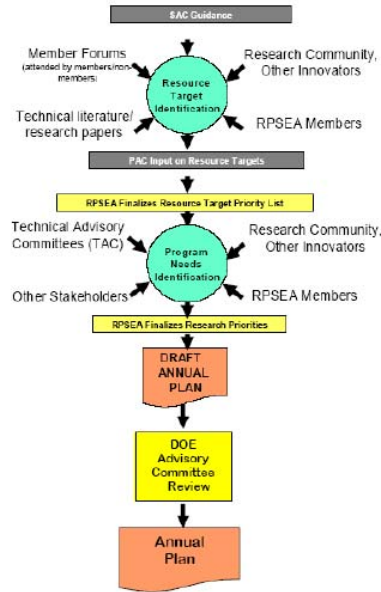 SAC Guidance
Member Forums
(attended by members/non-
members)
Research Community,
Other Innovators
Resource
Target
Identification
Technical literature/
research papers
RPSEA Members
PAC Input on Resource Targets
RPSEA Finalizes Resource Target Priority List
Technical Advisory
Committees (TAC)
Research Community,
Other Innovators
Program
Needs
Identification
Other Stakeholders
RPSEA Members
RPSEA Finalizes Research Priorities
DRAFT
ANNUAL
PLAN
DOE
Advisory
Committee
Review
Annual
Plan